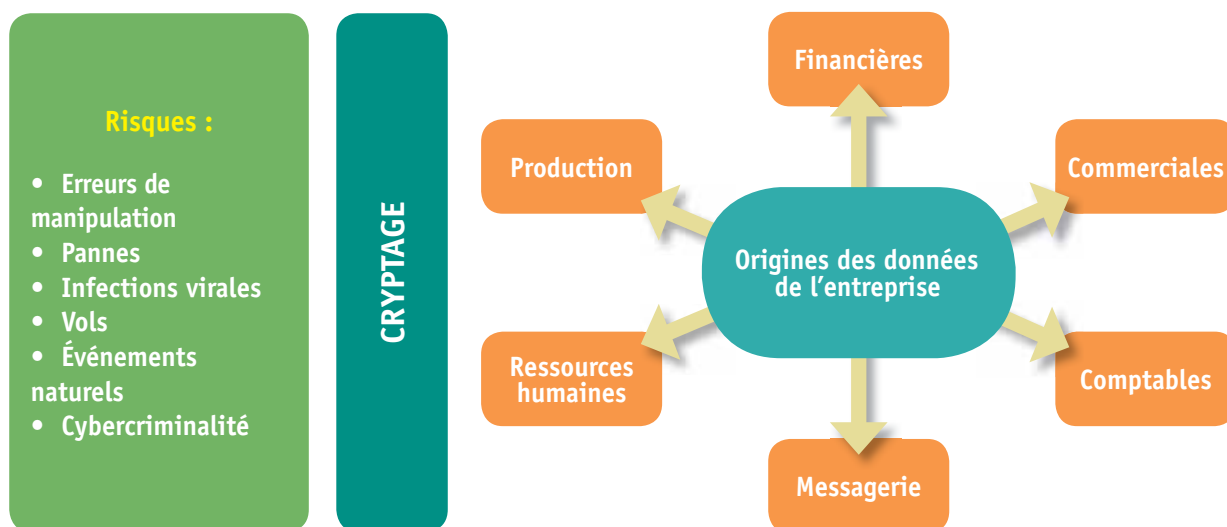 Risques :
• Erreurs de
manipulation
• Pannes
• Infections virales
• Vols
• Événements
naturels
• Cybercriminalité
CRYPTAGE
Financières
Production
Commerciales
Origines des données
de l’entreprise
Ressources
humaines
Comptables
Messagerie